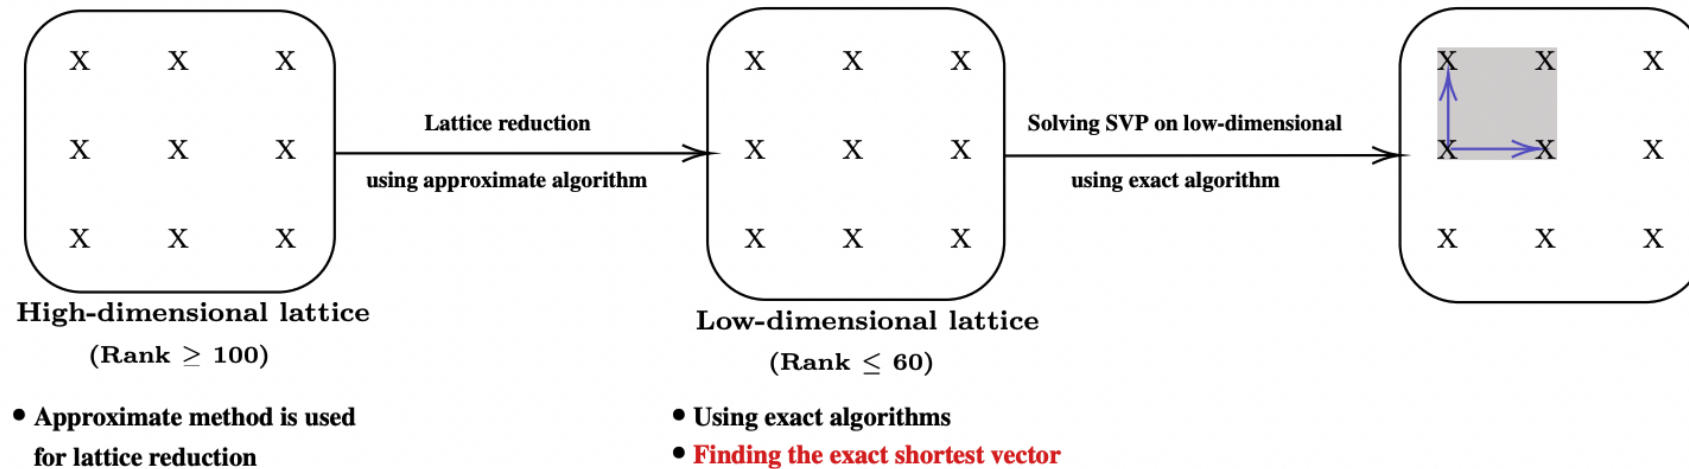 X X X
X X X
X X X
High-dimensional lattice
(Rank ≥ 100)
• Approximate method is used
for lattice reduction
Lattice reduction
using approximate algorithm
X X X
X X X
X X X
Low-dimensional lattice
(Rank ≤ 60)
• Using exact algorithms
• Finding the exact shortest vector
Solving SVP on low-dimensional
using exact algorithm
X X X
X X X
X X X